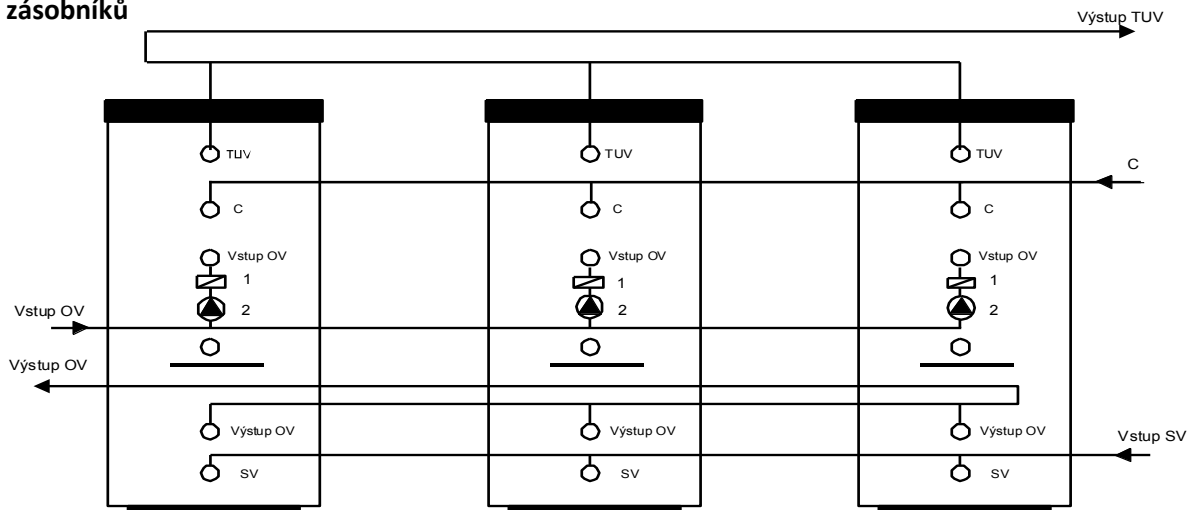 zásobníků
Výstup TUV
TUV TUV TUV
C
C C C
Vstup OV Vstup OV Vstup OV
1 1 1
Vstup OV 2 2 2
Výstup OV
Výstup OV Výstup OV Výstup OV
Vstup SV
SV SV SV